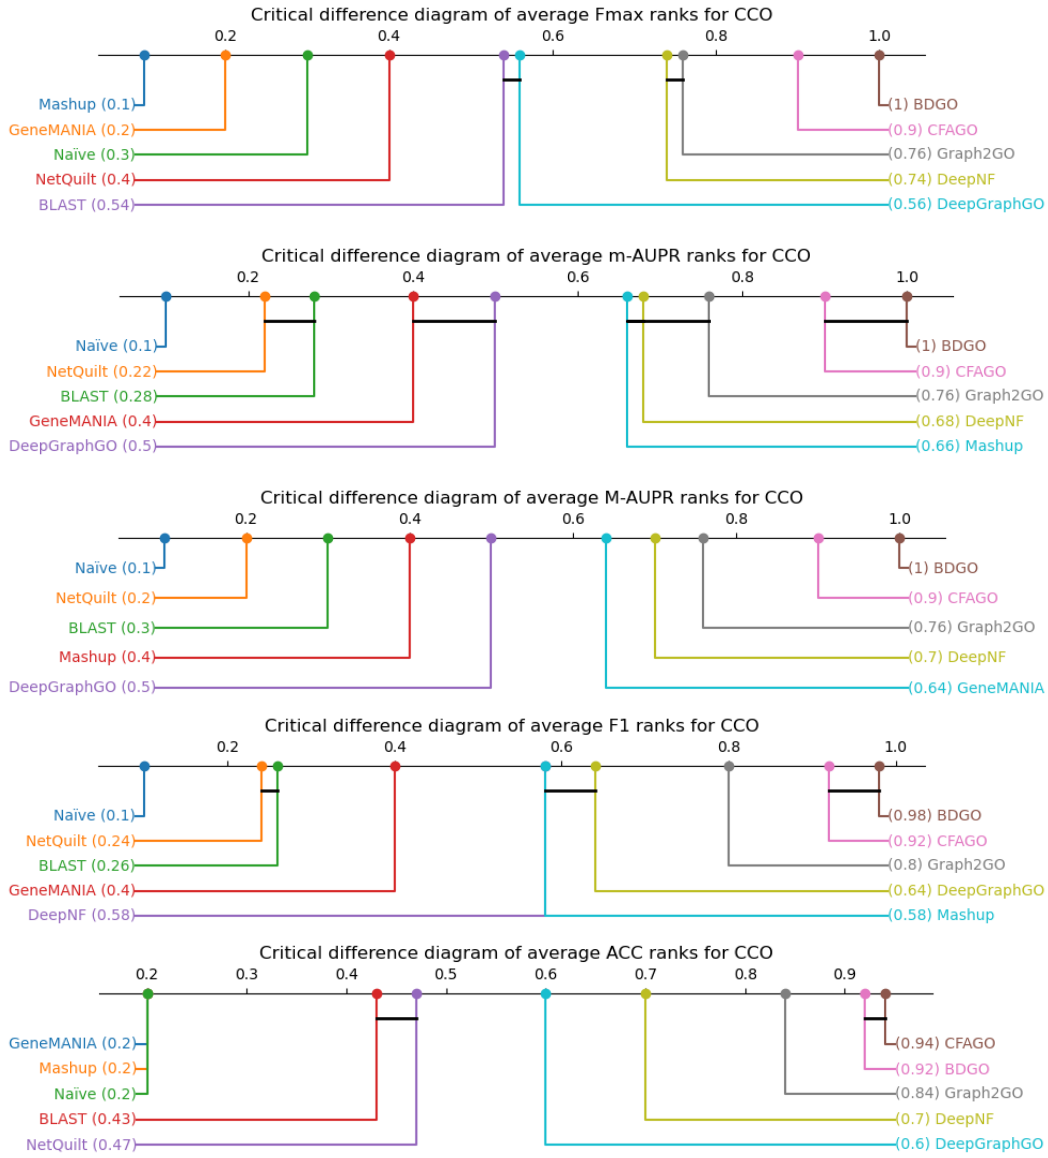 Critical difference diagram of average Fmax ranks for CCO
0.2 0.4 0.6 0.8 1.0
Mashup (0.1) (1) BDGO
GeneMANIA (0.2) (0.9) CFAGO
Naïve (0.3) (0.76) Graph2GO
NetQuilt (0.4) (0.74) DeepNF
BLAST (0.54) (0.56) DeepGraphGO
Critical difference diagram of average m-AUPR ranks for CCO
0.2 0.4 0.6 0.8 1.0
Naïve (0.1) (1) BDGO
NetQuilt (0.22) (0.9) CFAGO
BLAST (0.28) (0.76) Graph2GO
GeneMANIA (0.4) (0.68) DeepNF
DeepGraphGO (0.5) (0.66) Mashup
Critical difference diagram of average M-AUPR ranks for CCO
0.2 0.4 0.6 0.8 1.0
Naïve (0.1) (1) BDGO
NetQuilt (0.2) (0.9) CFAGO
BLAST (0.3) (0.76) Graph2GO
Mashup (0.4) (0.7) DeepNF
DeepGraphGO (0.5) (0.64) GeneMANIA
Critical difference diagram of average F1 ranks for CCO
0.2 0.4 0.6 0.8 1.0
Naïve (0.1) (0.98) BDGO
NetQuilt (0.24) (0.92) CFAGO
BLAST (0.26) (0.8) Graph2GO
GeneMANIA (0.4) (0.64) DeepGraphGO
DeepNF (0.58) (0.58) Mashup
Critical difference diagram of average ACC ranks for CCO
0.2 0.3 0.4 0.5 0.6 0.7 0.8 0.9
GeneMANIA (0.2) (0.94) CFAGO
Mashup (0.2) (0.92) BDGO
Naïve (0.2) (0.84) Graph2GO
BLAST (0.43) (0.7) DeepNF
NetQuilt (0.47) (0.6) DeepGraphGO